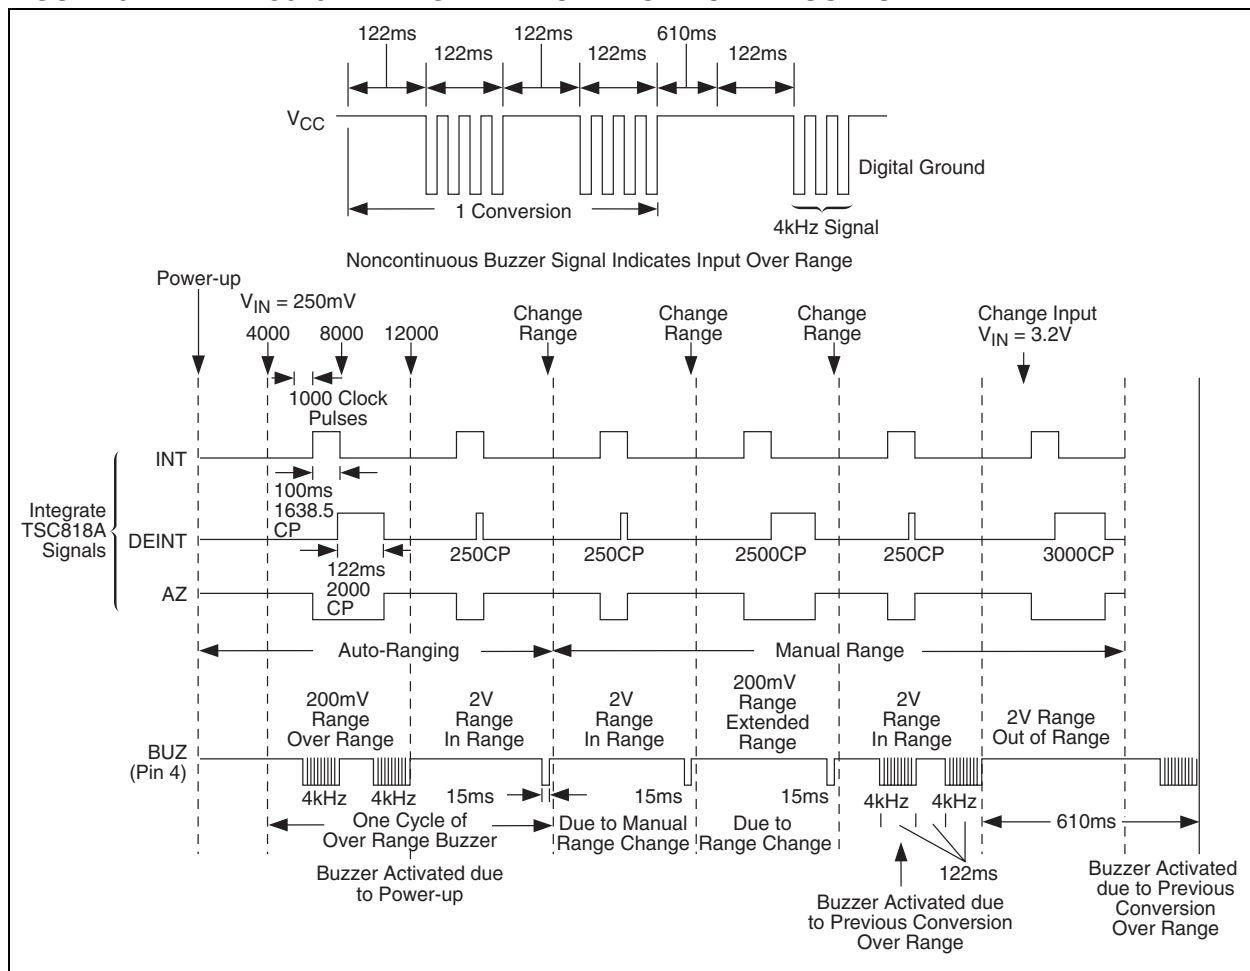 122ms
122ms
122ms
122ms
610ms
122ms
VCC
Digital Ground
1 Conversion
4kHz Signal
Noncontinuous Buzzer Signal Indicates Input Over Range
Power-up
VIN = 250mV
4000
8000
12000
Change
Range
Change
Range
Change
Range
Change Input
VIN = 3.2V
1000 Clock
Pulses
INT
100ms
1638.5
CP
Integrate
TSC818A
Signals
DEINT
122ms
2000
CP
250CP
250CP
2500CP
250CP
3000CP
AZ
Auto-Ranging
Manual Range
200mV
Range
Over Range
2V
Range
In Range
2V
Range
In Range
200mV
Range
Extended
Range
2V
Range
In Range
2V Range
Out of Range
BUZ
(Pin 4)
4kHz
4kHz
15ms
15ms
15ms
4kHz
4kHz
One Cycle of
Over Range Buzzer
Due to Manual
Range Change
Due to
Range Change
610ms
122ms
Buzzer Activated due
to Power-up
Buzzer Activated due
to Previous Conversion
Over Range
Buzzer Activated
due to Previous
Conversion
Over Range